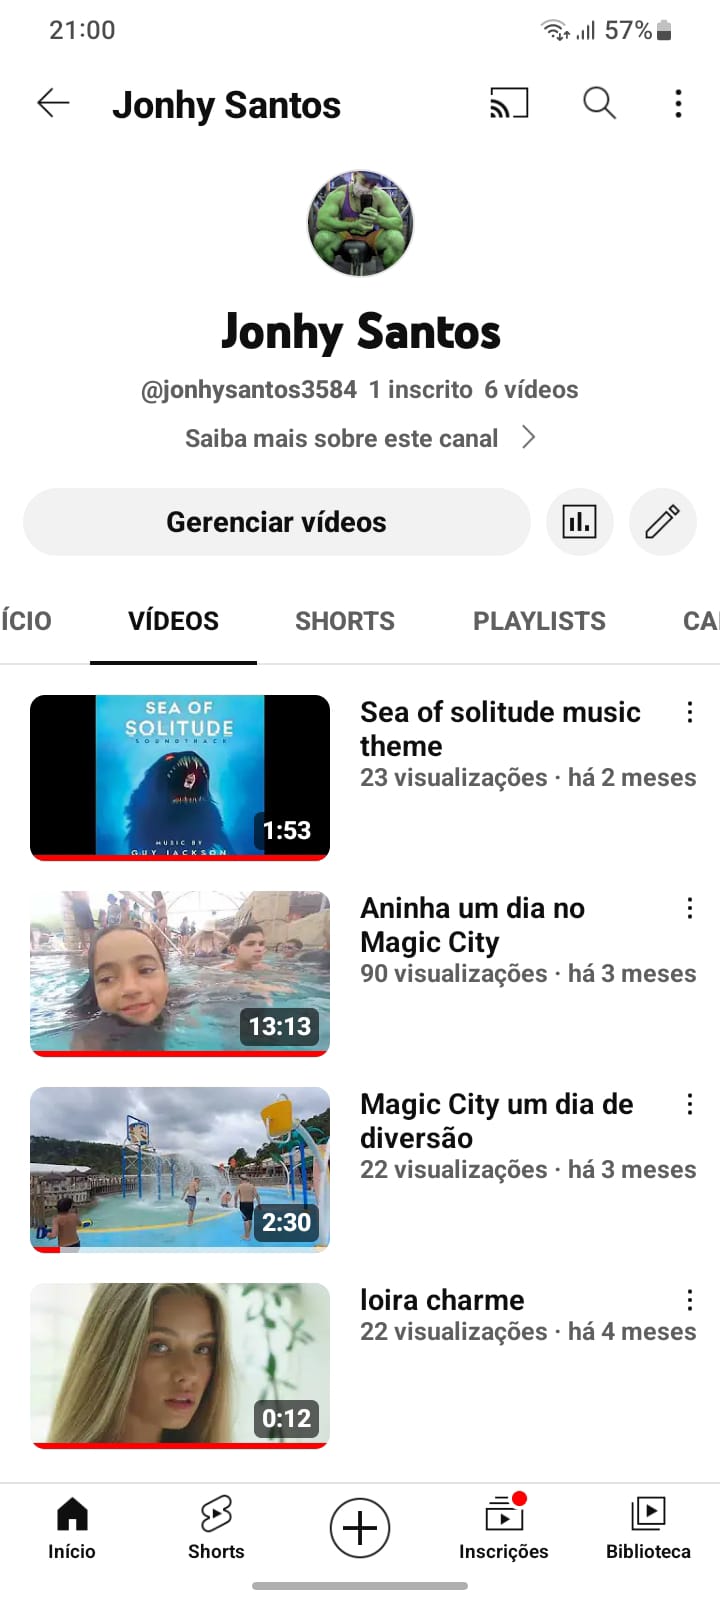 21:00 57%
Jonhy Santos
Jonhy Santos
@jonhysantos3584 1 inscrito 6 vídeos
Saiba mais sobre este canal
Gerenciar vídeos
ÍCIO VÍDEOS SHORTS PLAYLISTS CA
SEA OF
SOLITUDE
SOUNDTRACK
MUSIC BY
GUY JACKSON
1:53
Sea of solitude music
theme
23 visualizações · há 2 meses
13:13
Aninha um dia no
Magic City
90 visualizações · há 3 meses
2:30
Magic City um dia de
diversão
22 visualizações · há 3 meses
0:12
loira charme
22 visualizações · há 4 meses
Início Shorts Inscrições Biblioteca